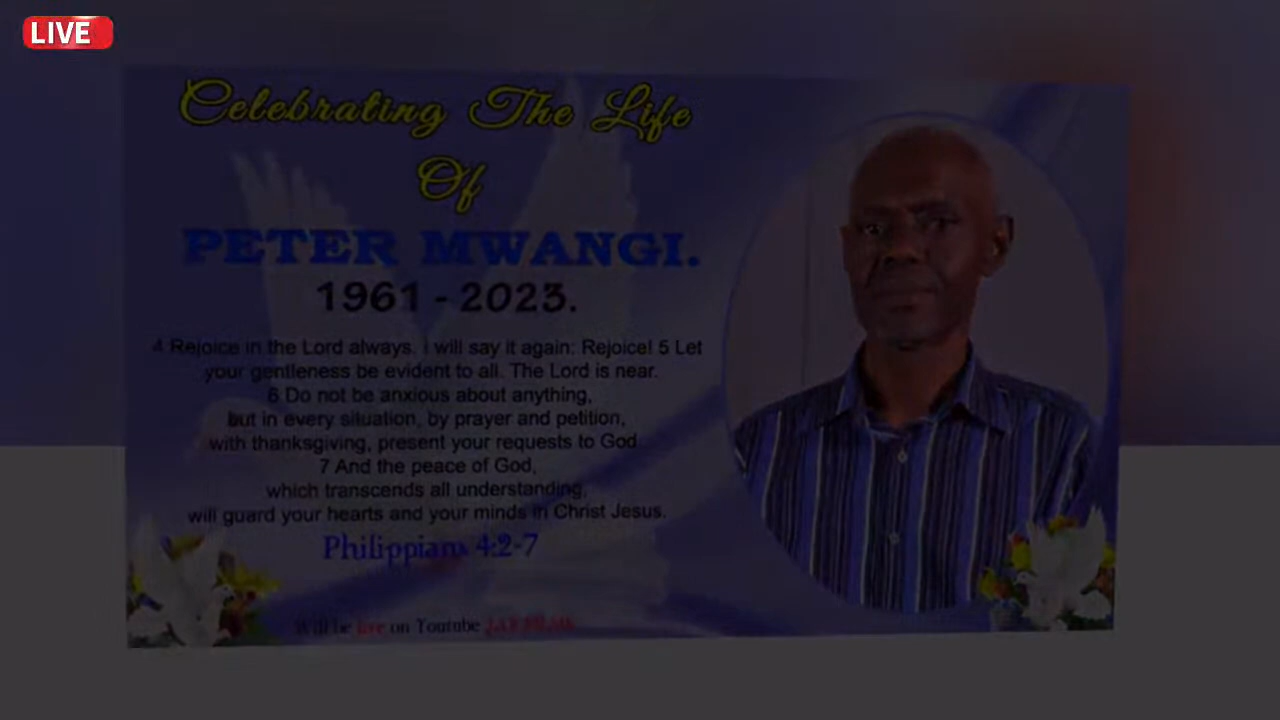 LIVE
Celebrating The Life
Of
PETER MWANGI.
1961 - 2023.
4 Rejoice in the Lord always. I will say it again: Rejoice! 5 Let
your gentleness be evident to all. The Lord is near.
6 Do not be anxious about anything,
but in every situation, by prayer and petition,
with thanksgiving, present your requests to God
7 And the peace of God,
which transcends all understanding,
will guard your hearts and your minds in Christ Jesus.
Philippians 4:2-7
Will be live on Youtube